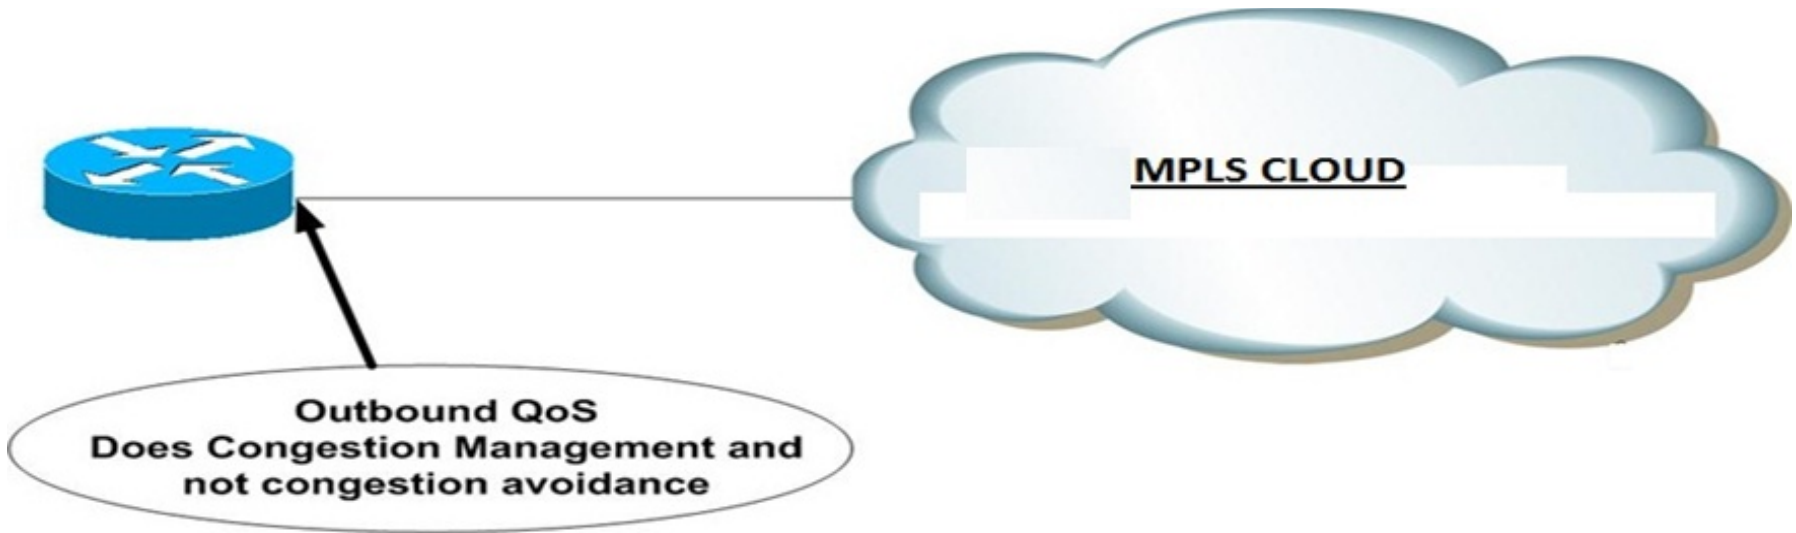 MPLS CLOUD
Outbound QoS
Does Congestion Management and
not congestion avoidance